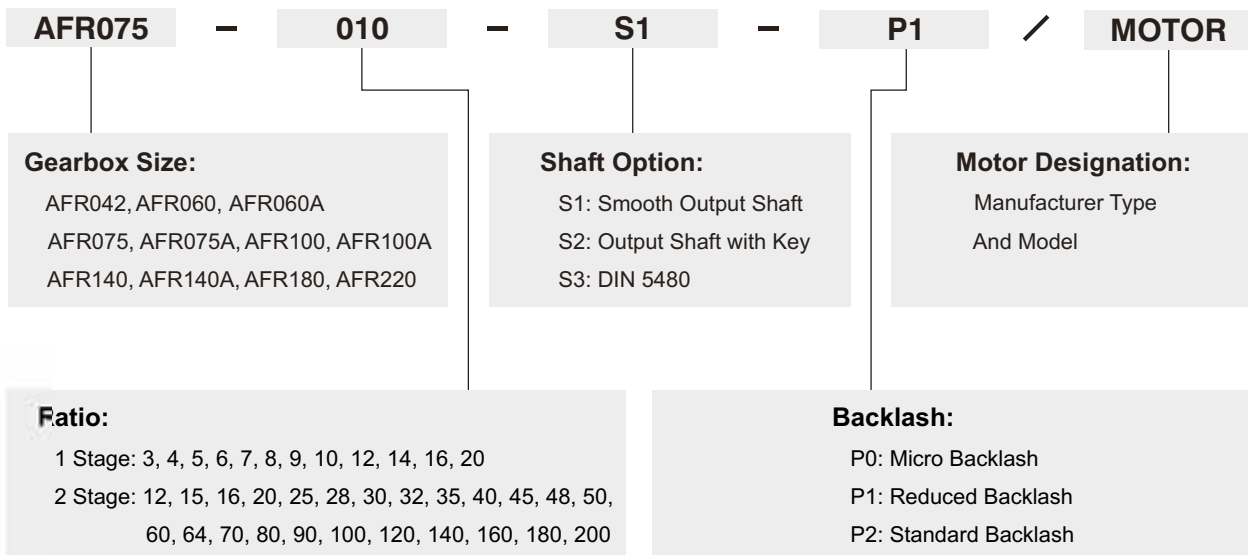 AFR075 – 010 – S1 – P1 / MOTOR
Gearbox Size:
AFR042, AFR060, AFR060A
AFR075, AFR075A, AFR100, AFR100A
AFR140, AFR140A, AFR180, AFR220
Shaft Option:
S1: Smooth Output Shaft
S2: Output Shaft with Key
S3: DIN 5480
Motor Designation:
Manufacturer Type
And Model
Ratio:
1 Stage: 3, 4, 5, 6, 7, 8, 9, 10, 12, 14, 16, 20
2 Stage: 12, 15, 16, 20, 25, 28, 30, 32, 35, 40, 45, 48, 50,
60, 64, 70, 80, 90, 100, 120, 140, 160, 180, 200
Backlash:
P0: Micro Backlash
P1: Reduced Backlash
P2: Standard Backlash